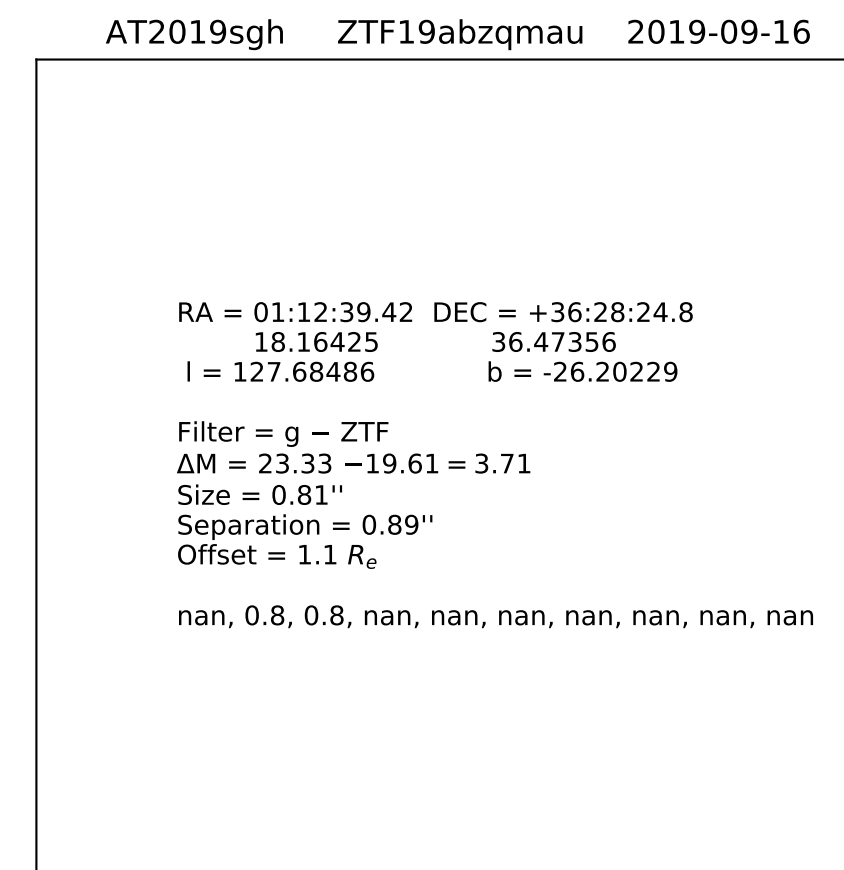 AT2019sgh ZTF19abzqmau 2019-09-16
RA = 01:12:39.42 DEC = +36:28:24.8
18.16425 36.47356
l = 127.68486 b = -26.20229
Filter = g − ZTF
ΔM = 23.33 −19.61 = 3.71
Size = 0.81''
Separation = 0.89''
Offset = 1.1 Re
nan, 0.8, 0.8, nan, nan, nan, nan, nan, nan, nan